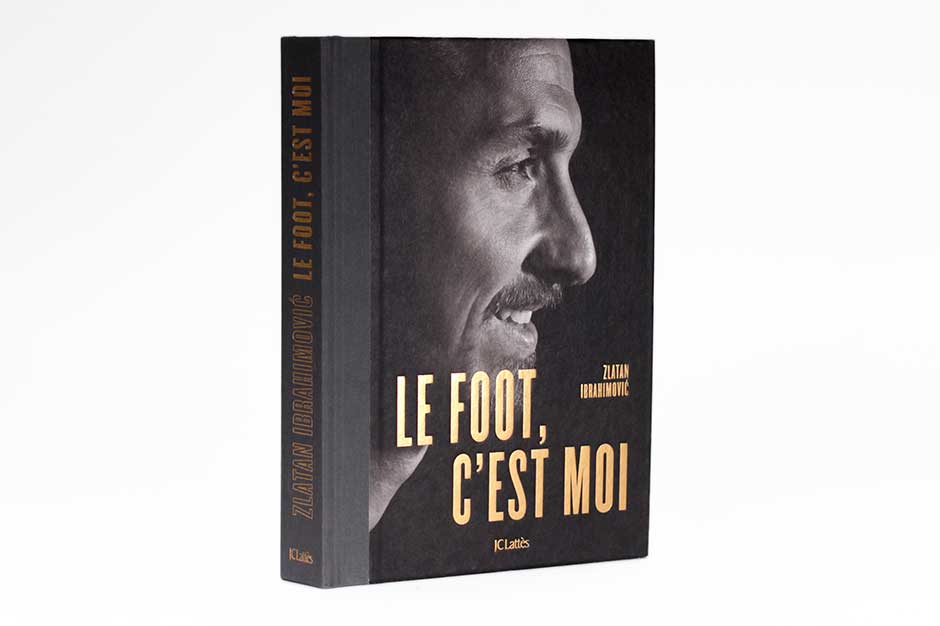 ZLATAN IBRAHIMOVIĆ LE FOOT, C'EST MOI
JC Lattès
ZLATAN
IBRAHIMOVIĆ
LE FOOT,
C'EST MOI
JC Lattès